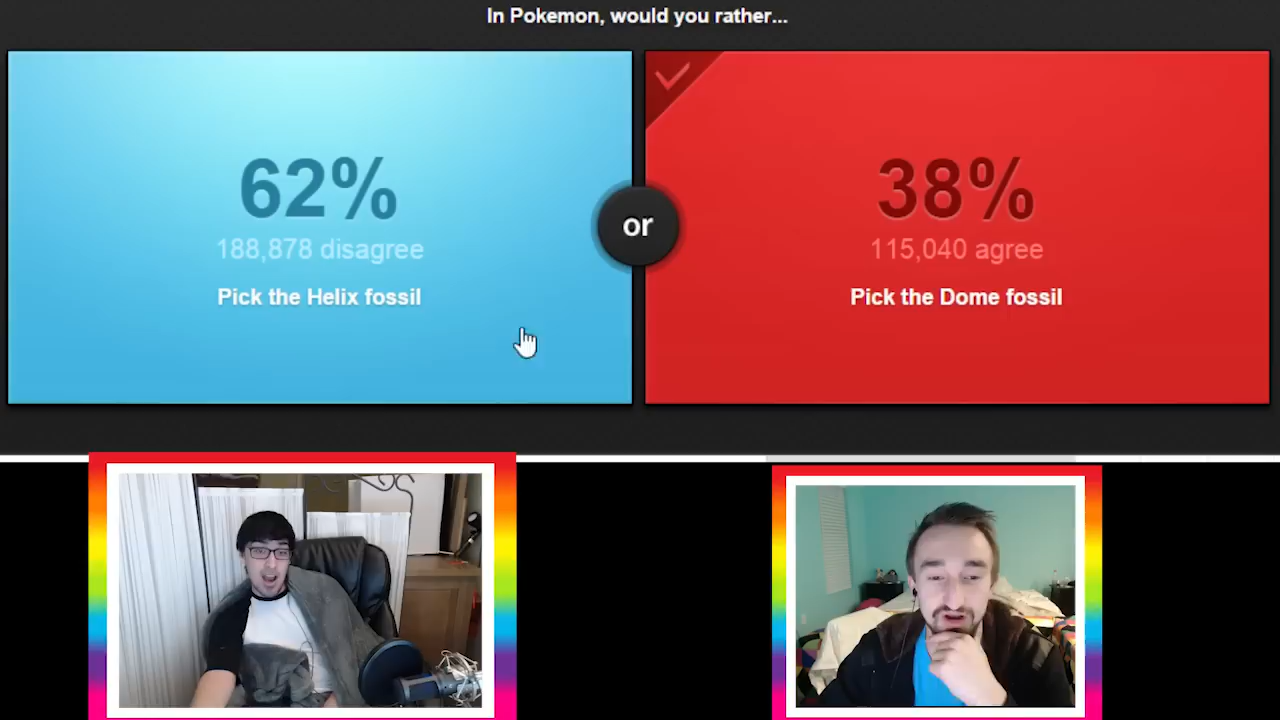 In Pokemon, would you rather...
62%
188,878 disagree
Pick the Helix fossil
or
38%
115,040 agree
Pick the Dome fossil